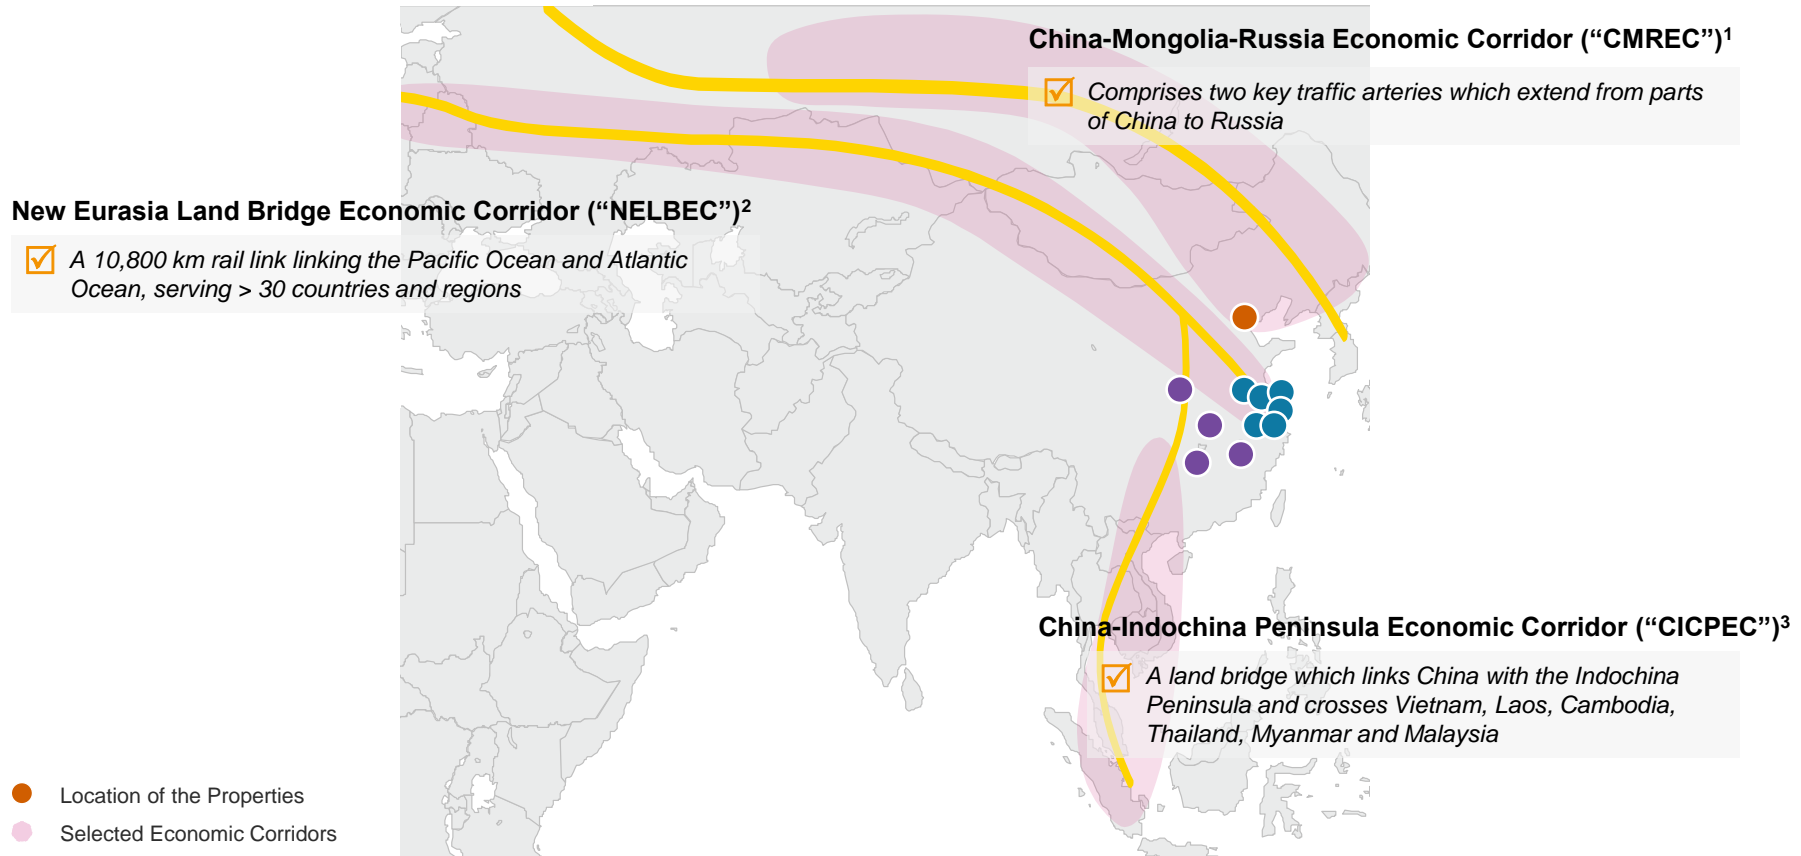 China-Mongolia-Russia Economic Corridor (“CMREC”)1
Comprises two key traffic arteries which extend from parts
of China to Russia
New Eurasia Land Bridge Economic Corridor (“NELBEC”)2
A 10,800 km rail link linking the Pacific Ocean and Atlantic
Ocean, serving > 30 countries and regions
China-Indochina Peninsula Economic Corridor (“CICPEC”)3
A land bridge which links China with the Indochina
Peninsula and crosses Vietnam, Laos, Cambodia,
Thailand, Myanmar and Malaysia
Location of the Properties
Selected Economic Corridors